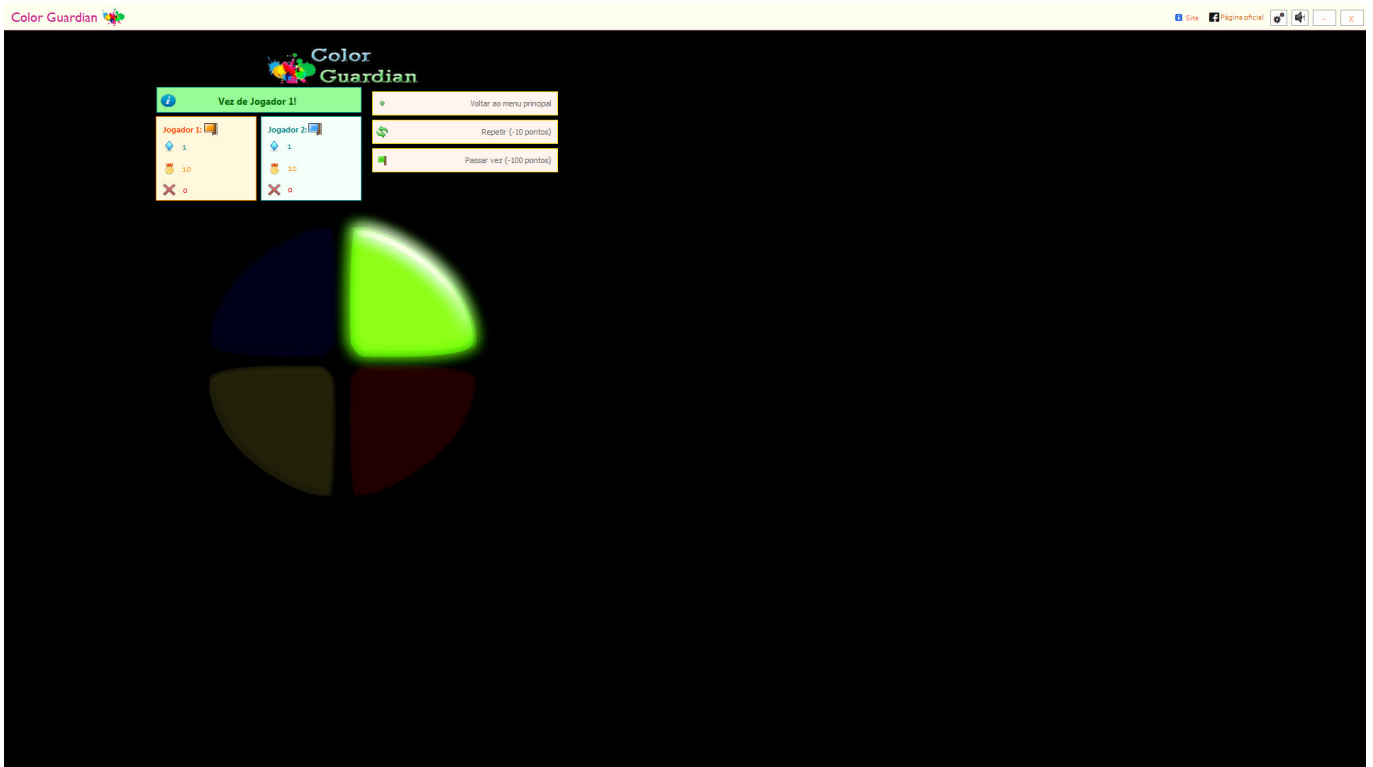 Color Guardian
Site
Página oficial
-
X
Color
Guardian
Vez de Jogador 1!
Voltar ao menu principal
Jogador 1:
Jogador 2:
Repetir (-10 pontos)
1
1
Passar vez (-100 pontos)
10
10
0
0